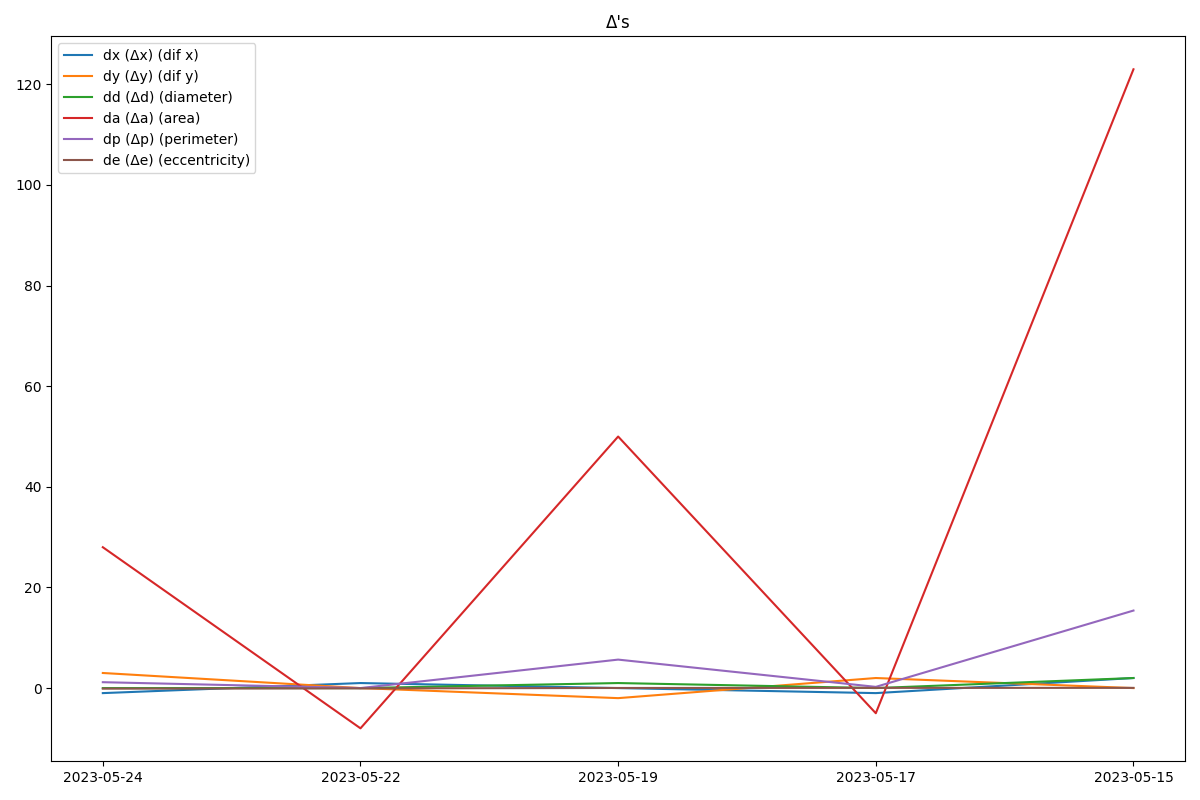 Δ's
dx (Δx) (dif x)
dy (Δy) (dif y)
dd (Δd) (diameter)
da (Δa) (area)
dp (Δp) (perimeter)
de (Δe) (eccentricity)
120
100
80
60
40
20
0
2023-05-24
2023-05-22
2023-05-19
2023-05-17
2023-05-15